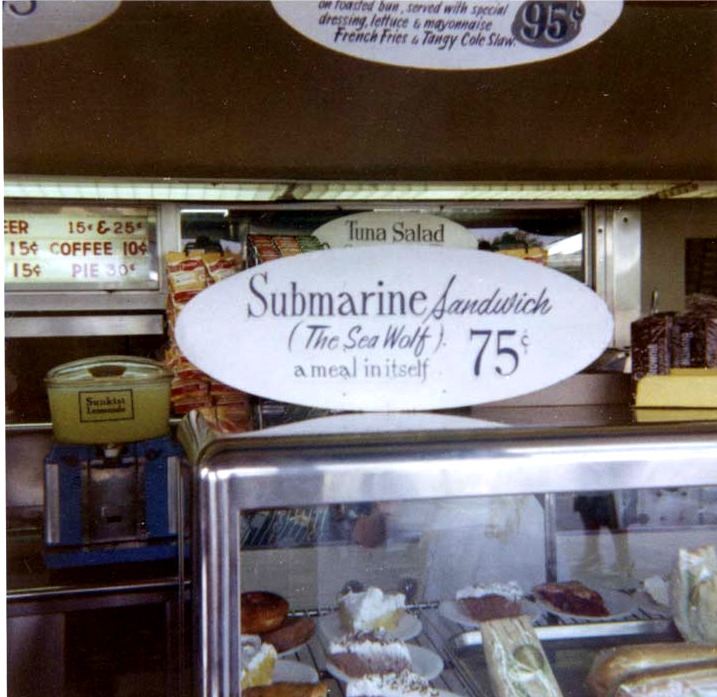 on toasted bun, served with special
dressing, lettuce & mayonnaise
French Fries & Tangy Cole Slaw.
95¢
EER 15¢ & 25¢
15¢ COFFEE 10¢
15¢ PIE 30¢
Tuna Salad
Submarine Sandwich
(The Sea Wolf).
a meal in itself
75¢
Sunkist
Lemonade